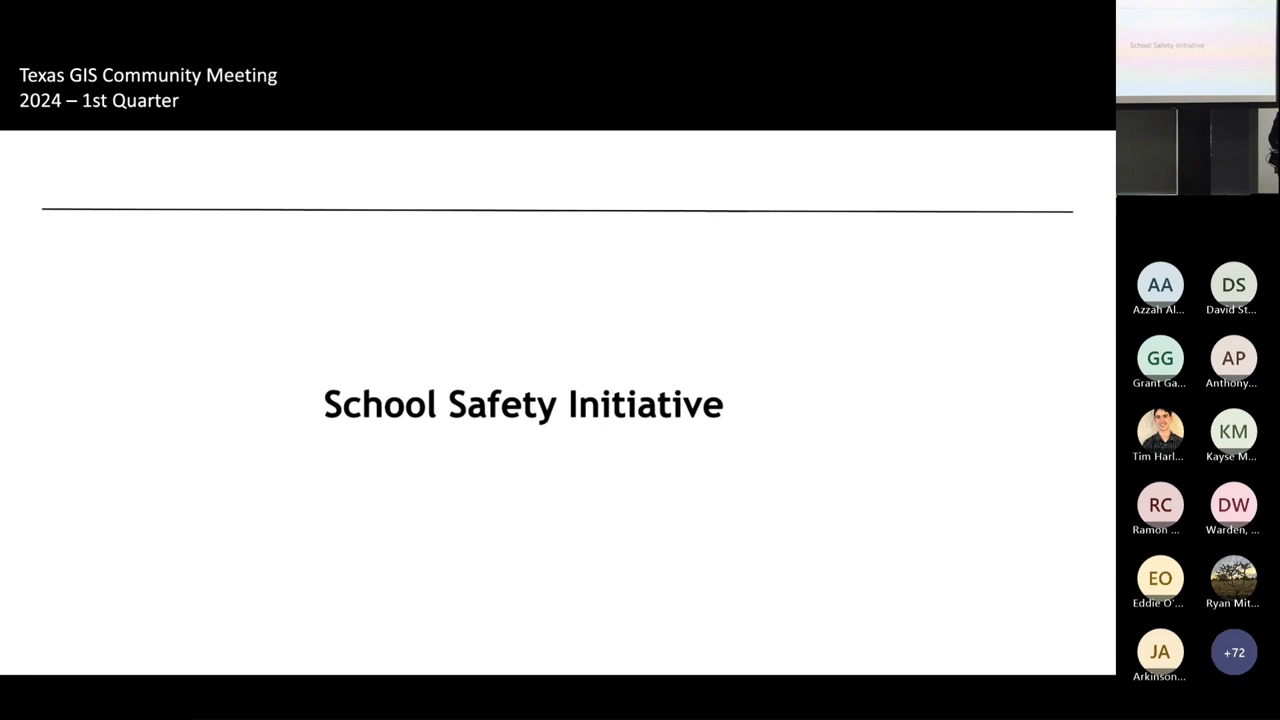 Texas GIS Community Meeting
2024 – 1st Quarter
School Safety Initiative
School Safety Initiative
AA
Azzah Al...
DS
David St...
GG
Grant Ga...
AP
Anthony...
Tim Harl...
KM
Kayse M...
RC
Ramon ...
DW
Warden, ...
EO
Eddie O'...
Ryan Mit...
JA
Arkinson...
+72